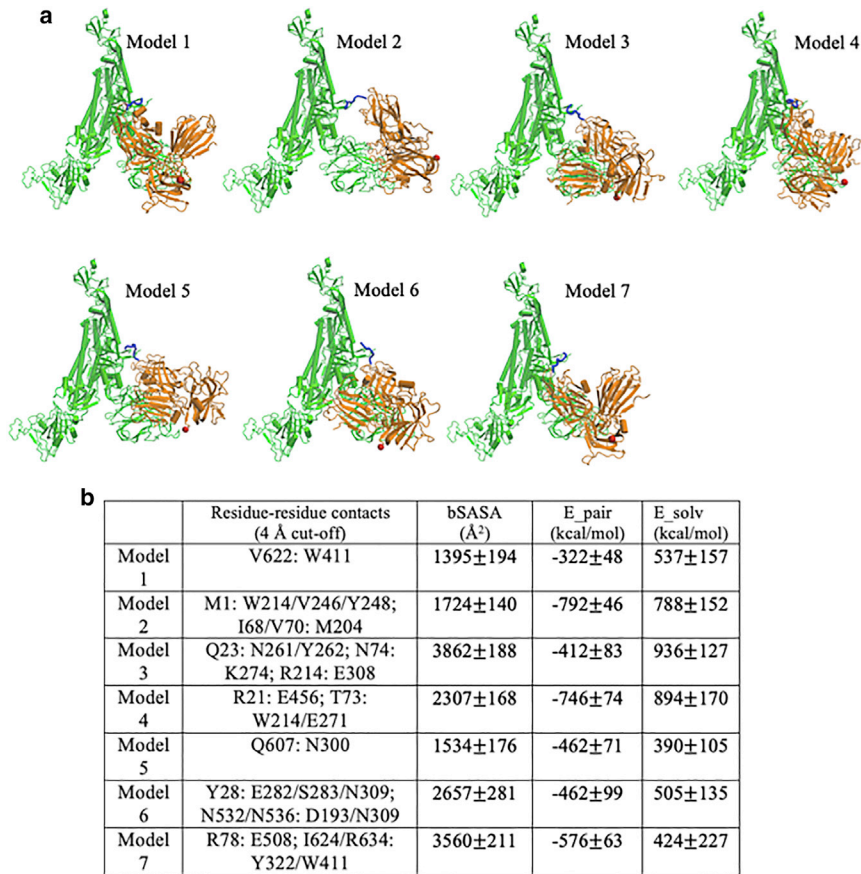 a
Model 1
Model 2
Model 3
Model 4
Model 5
Model 6
Model 7
b
Residue-residue contacts (4 Å cut-off) bSASA (Å²) E_pair (kcal/mol) E_solv (kcal/mol)
Model 1 V622: W411 1395±194 -322±48 537±157
Model 2 M1: W214/V246/Y248; I68/V70: M204 1724±140 -792±46 788±152
Model 3 Q23: N261/Y262; N74: K274; R214: E308 3862±188 -412±83 936±127
Model 4 R21: E456; T73: W214/E271 2307±168 -746±74 894±170
Model 5 Q607: N300 1534±176 -462±71 390±105
Model 6 Y28: E282/S283/N309; N532/N536: D193/N309 2657±281 -462±99 505±135
Model 7 R78: E508; I624/R634: Y322/W411 3560±211 -576±63 424±227